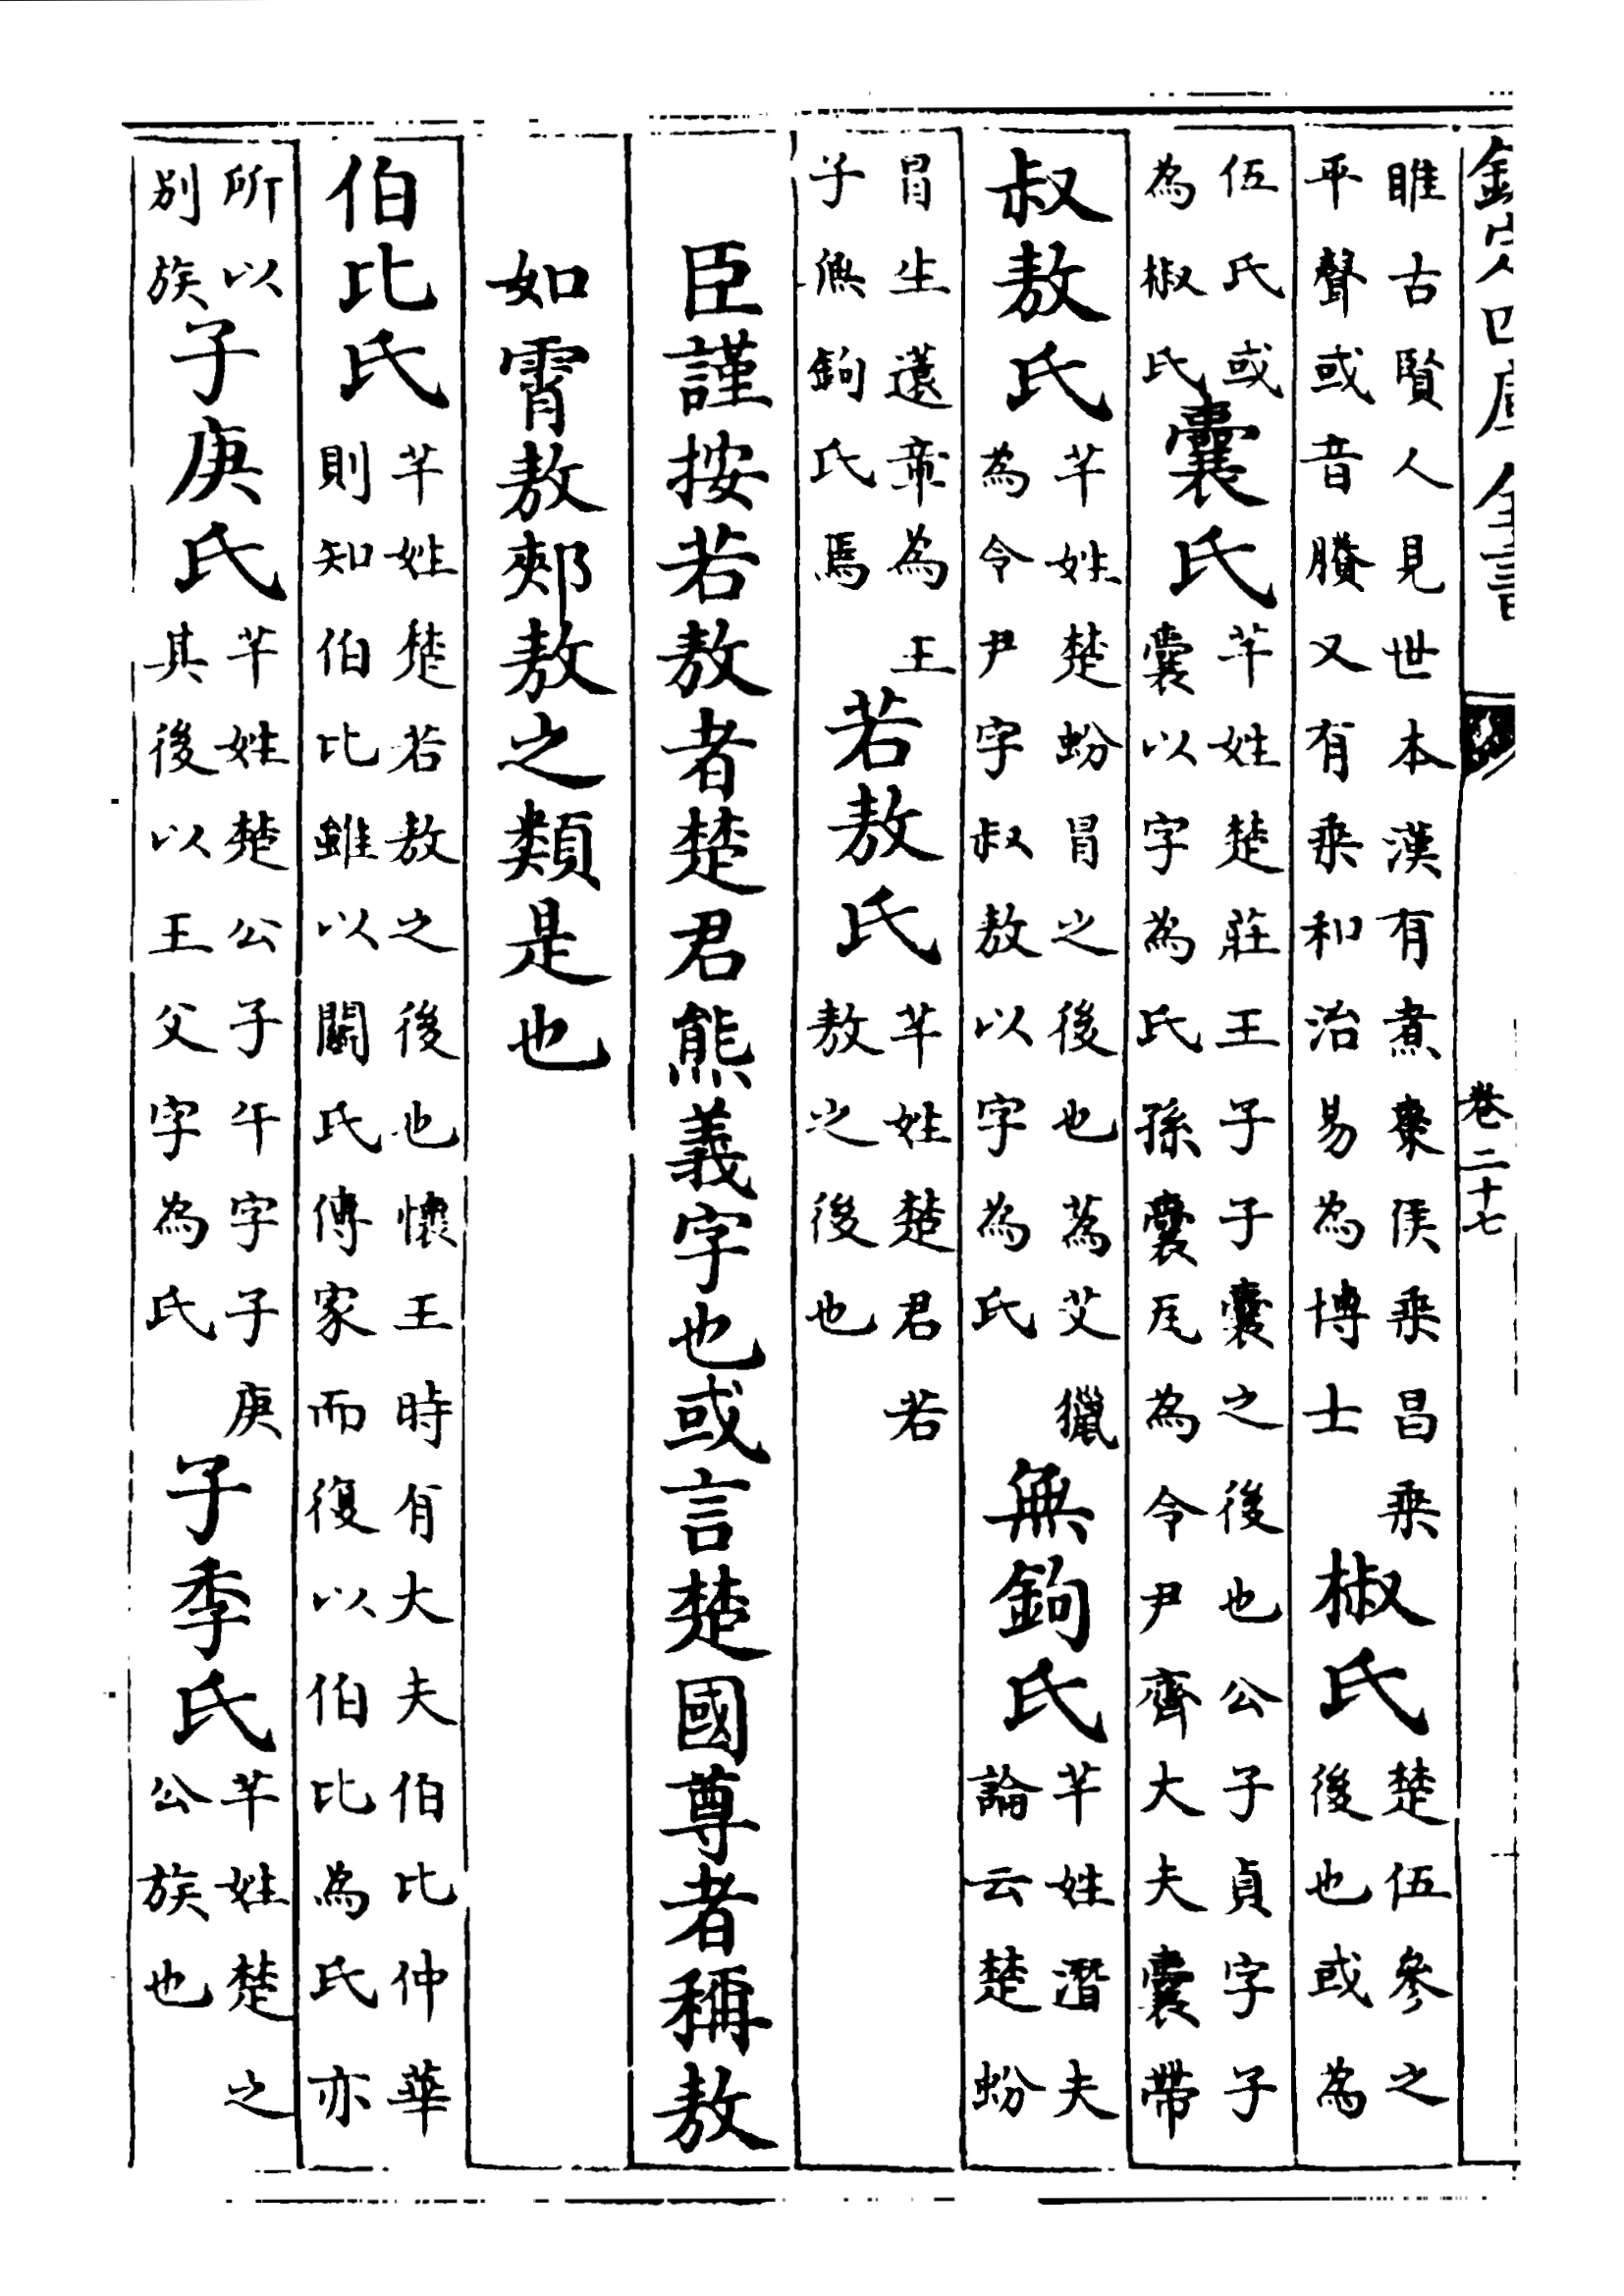 欽定四庫全書
卷二十七
睢古賢人見世本漢有煮棗侯乗昌乗
平聲或音賸又有乗和治易為博士
椒氏
楚伍參之
後也或為
伍氏或
為椒氏
囊氏
芊姓楚莊王子子囊之後也公子貞字子
囊以字為氏孫囊瓦為令尹齊大夫囊帶
叔敖氏
芊姓楚蚡冒之後也蒍艾獵
為令尹字叔敖以字為氏
無鉤氏
芊姓潛夫
論云楚蚡
冒生蒍章為王
子無鉤氏焉
若敖氏
芊姓楚君若
敖之後也
臣謹按若敖者楚君熊義字也或言楚國尊者稱敖
如霄敖郟敖之類是也
伯比氏
芊姓楚若敖之後也懷王時有大夫伯比仲華
則知伯比雖以鬭氏傳家而復以伯比為氏亦
所以
別族
子庚氏
芊姓楚公子午字子庚
其後以王父字為氏
子季氏
芊姓楚之
公族也